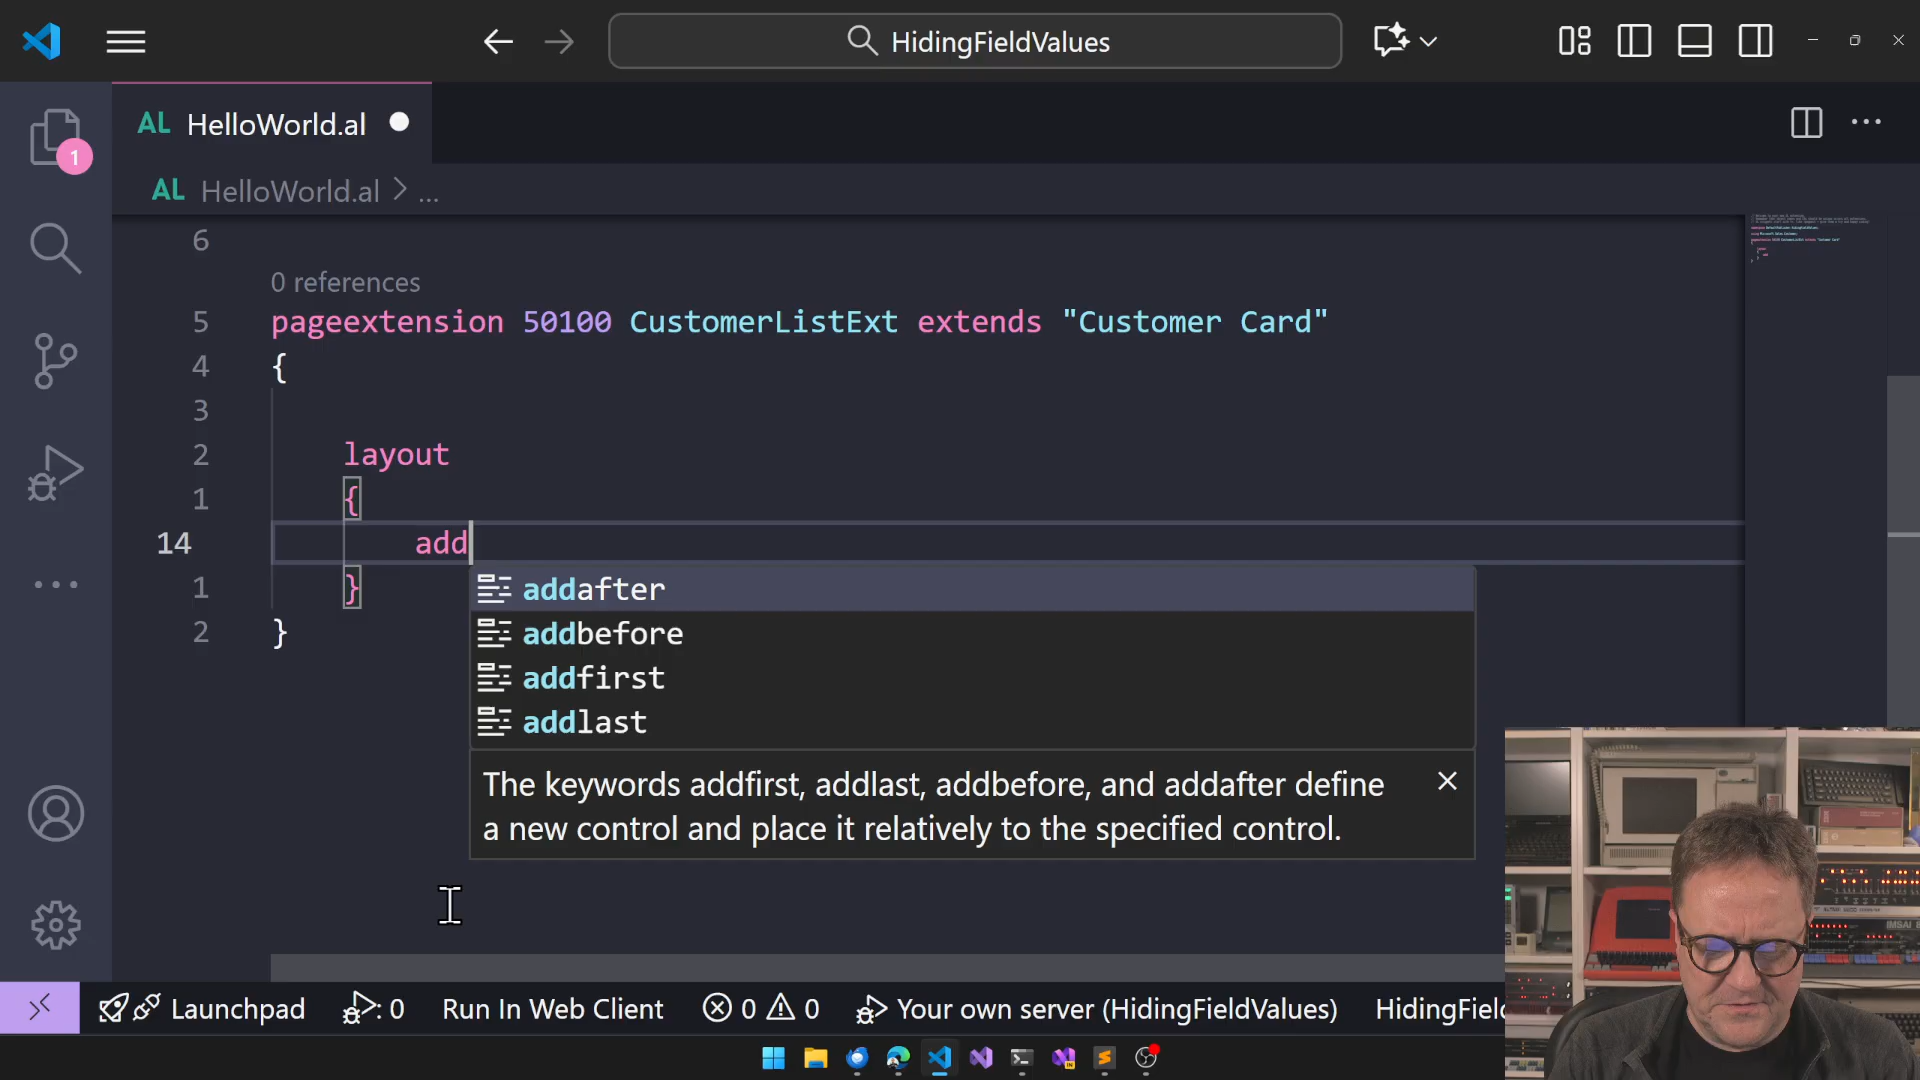 HidingFieldValues
AL HelloWorld.al
1
AL HelloWorld.al > ...
6
0 references
5 pageextension 50100 CustomerListExt extends "Customer Card"
4 {
3
2 layout
1 {
14 add
1 }
2 }
addafter
addbefore
addfirst
addlast
The keywords addfirst, addlast, addbefore, and addafter define
a new control and place it relatively to the specified control.
Launchpad : 0 Run In Web Client 0 0 Your own server (HidingFieldValues)
IMSAI 8